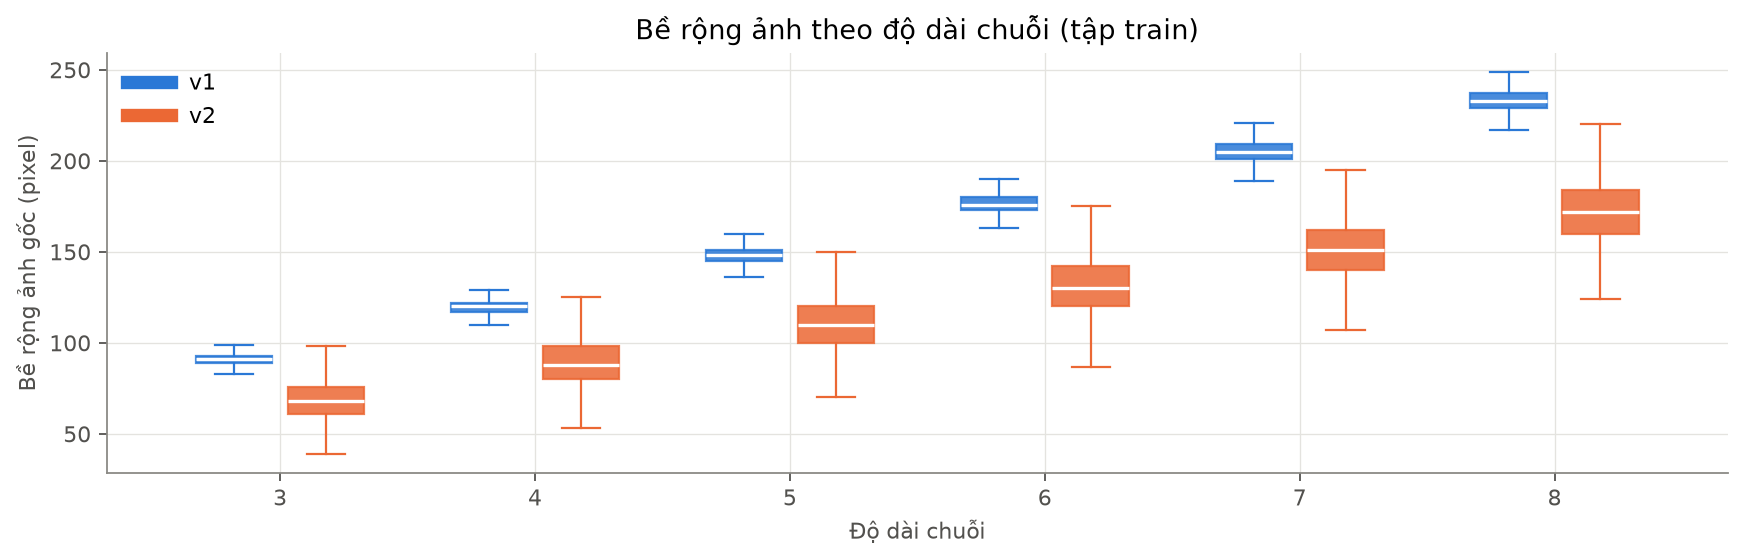 Bề rộng ảnh theo độ dài chuỗi (tập train)
v1
v2
Bề rộng ảnh gốc (pixel)
250
200
150
100
50
3 4 5 6 7 8
Độ dài chuỗi